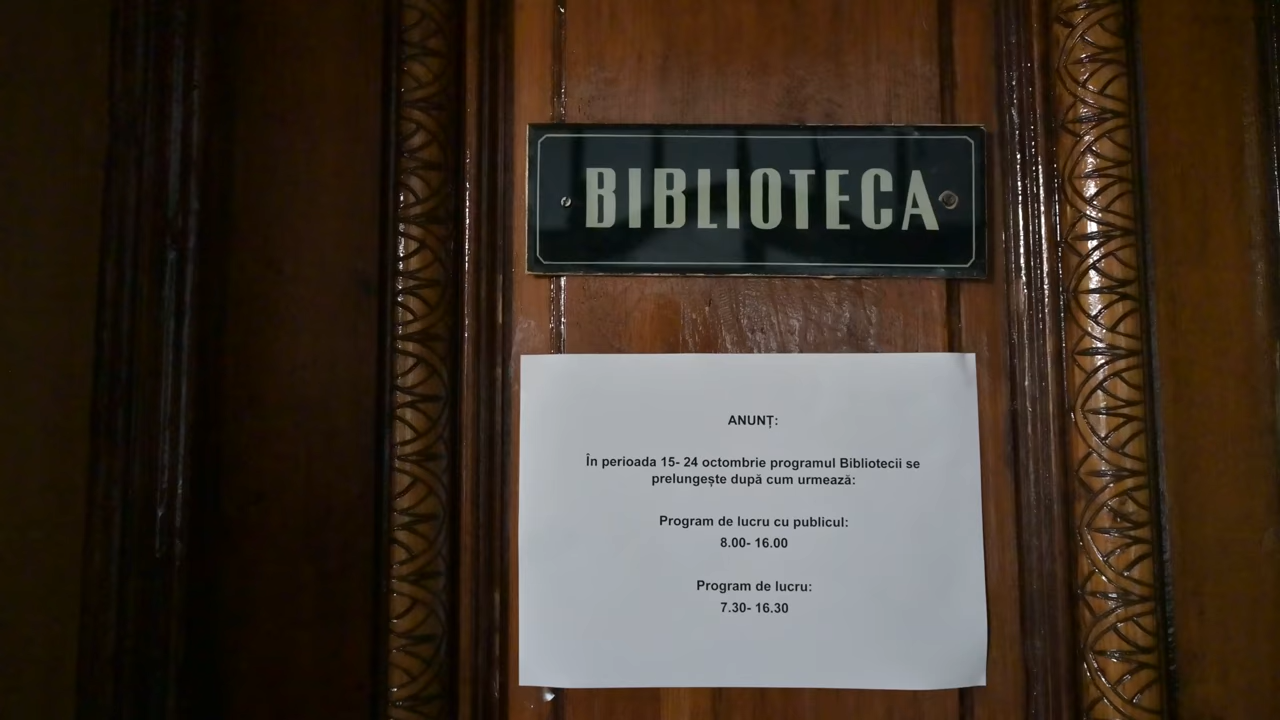 BIBLIOTECA
ANUNȚ:
În perioada 15- 24 octombrie programul Bibliotecii se
prelungește după cum urmează:
Program de lucru cu publicul:
8.00- 16.00
Program de lucru:
7.30- 16.30